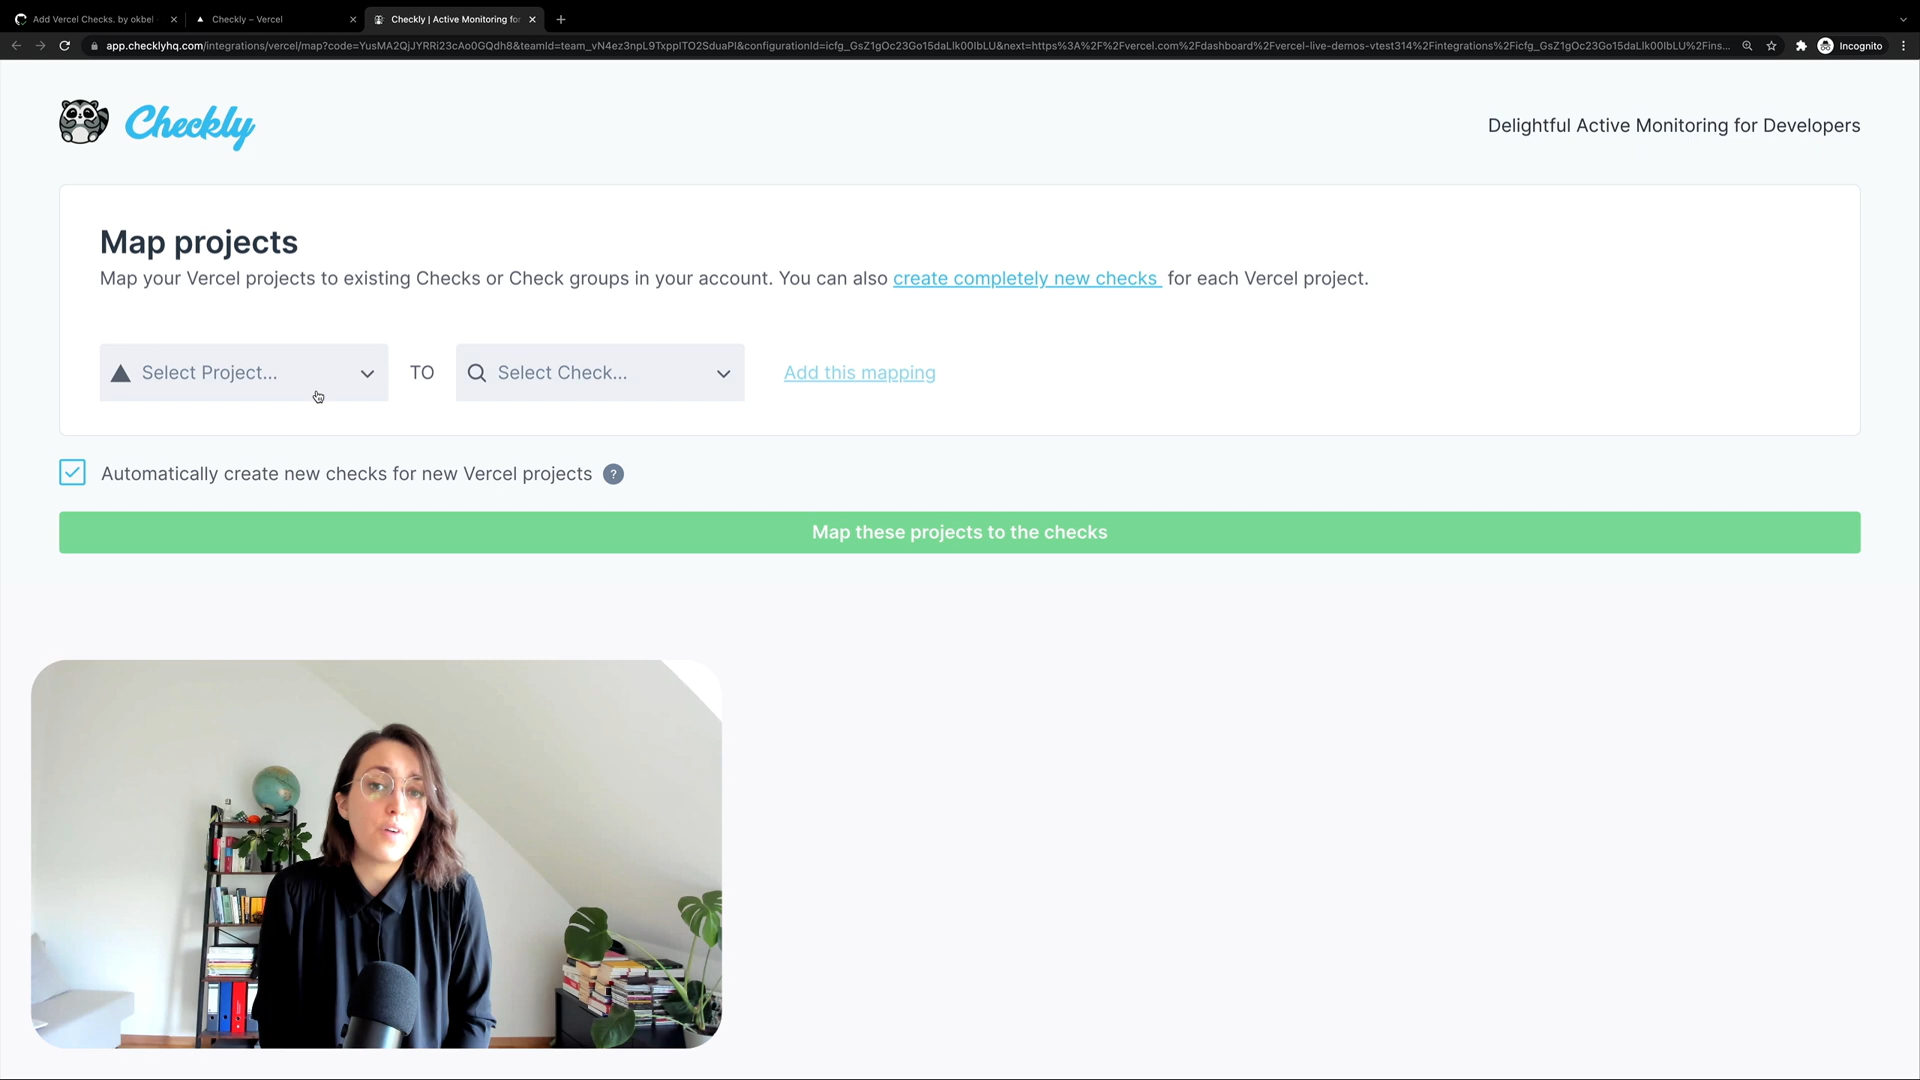 Add Vercel Checks. by okbel
Checkly – Vercel
Checkly | Active Monitoring for
app.checklyhq.com/integrations/vercel/map?code=YusMA2QjJYRRi23cAo0GQdh8&teamId=team_vN4ez3npL9TxppITO2SduaPI&configurationId=icfg_GsZ1gOc23Go15daLIk00IbLU&next=https%3A%2F%2Fvercel.com%2Fdashboard%2Fvercel-live-demos-vtest314%2Fintegrations%2Ficfg_GsZ1gOc23Go15daLIk00IbLU%2Fins...
Incognito
Checkly
Delightful Active Monitoring for Developers
Map projects
Map your Vercel projects to existing Checks or Check groups in your account. You can also create completely new checks for each Vercel project.
Select Project... TO Select Check... Add this mapping
Automatically create new checks for new Vercel projects ?
Map these projects to the checks